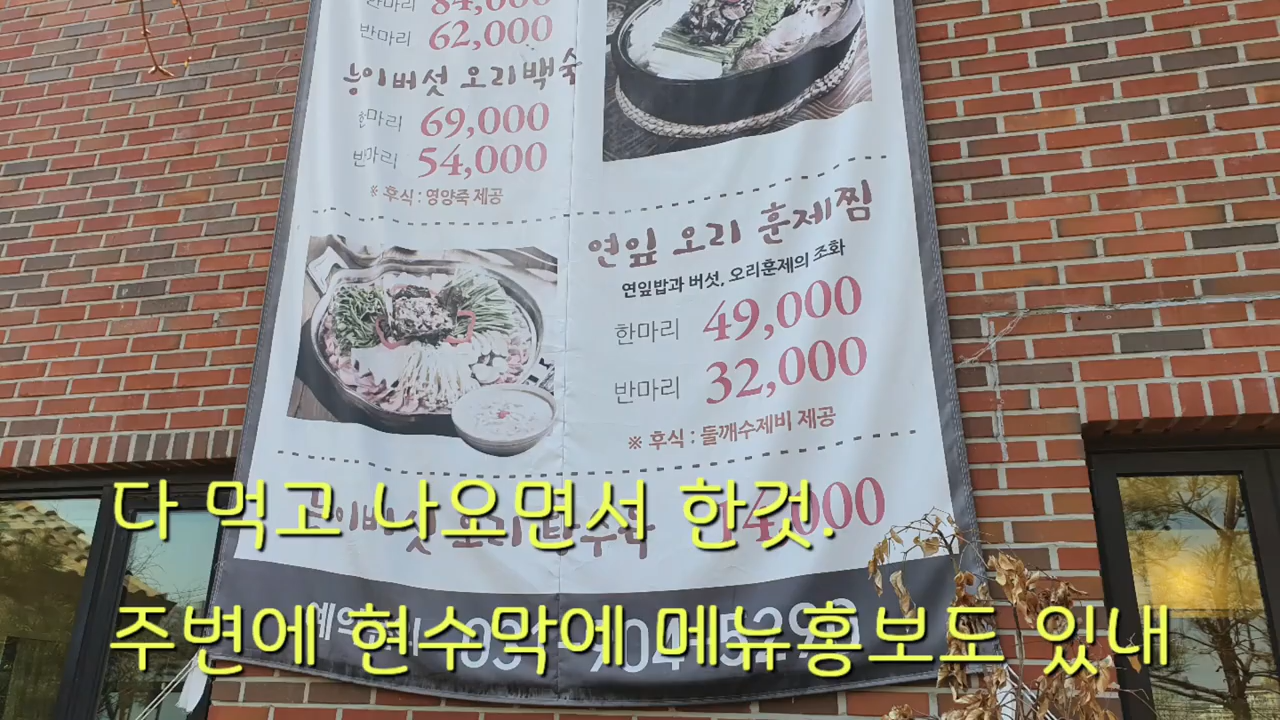 한마리 84,000
반마리 62,000
능이버섯 오리백숙
한마리 69,000
반마리 54,000
※ 후식 : 영양죽 제공
연잎 오리 훈제찜
연잎밥과 버섯, 오리훈제의 조화
한마리 49,000
반마리 32,000
※ 후식 : 들깨수제비 제공
14,000
다 먹고 나오면서 한것.
주변에 현수막에 메뉴홍보도 있내